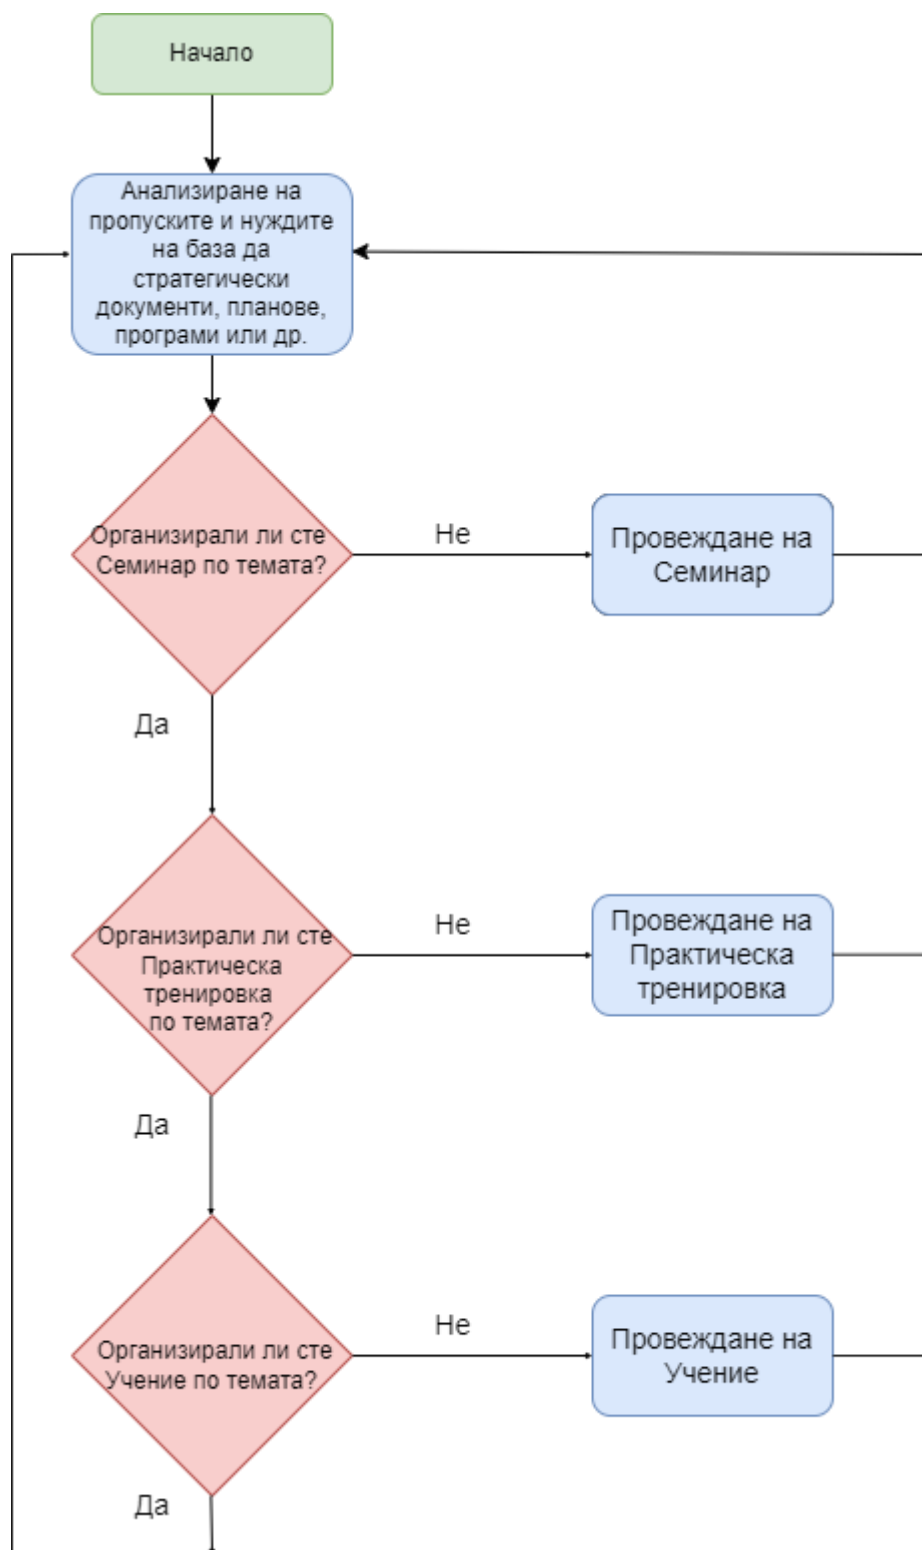 Начало
Анализиране на
пропуските и нуждите
на база да
стратегически
документи, планове,
програми или др.
Организирали ли сте
Семинар по темата?
Не
Провеждане на
Семинар
Да
Организирали ли сте
Практическа
тренировка
по темата?
Не
Провеждане на
Практическа
тренировка
Да
Организирали ли сте
Учение по темата?
Не
Провеждане на
Учение
Да